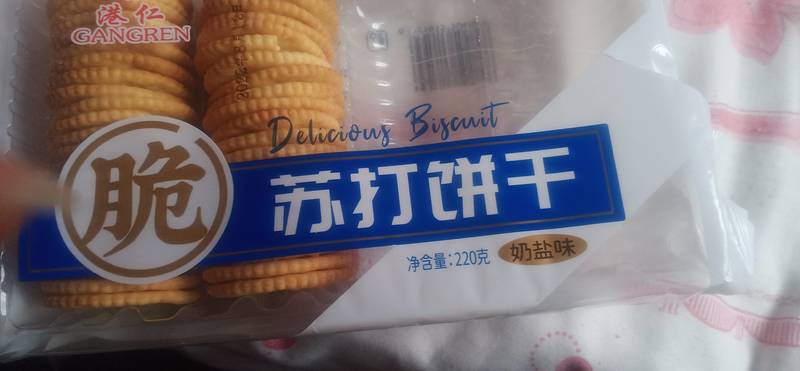 港仁
GANGREN
Delicious Biscuit
脆
苏打饼干
净含量:220克
奶盐味